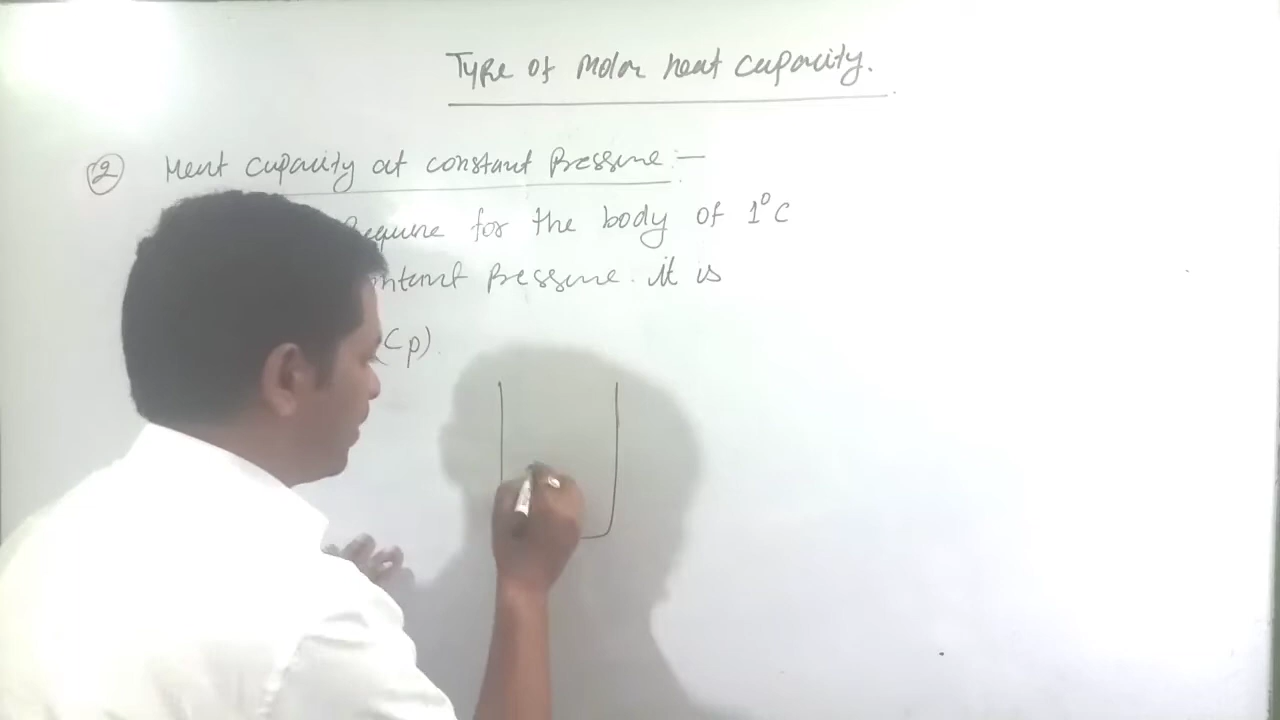 Type of Molar heat capacity.
② Heat capacity at constant Pressure :-
Require for the body of 1°C
Pressure. it is
(Cp).